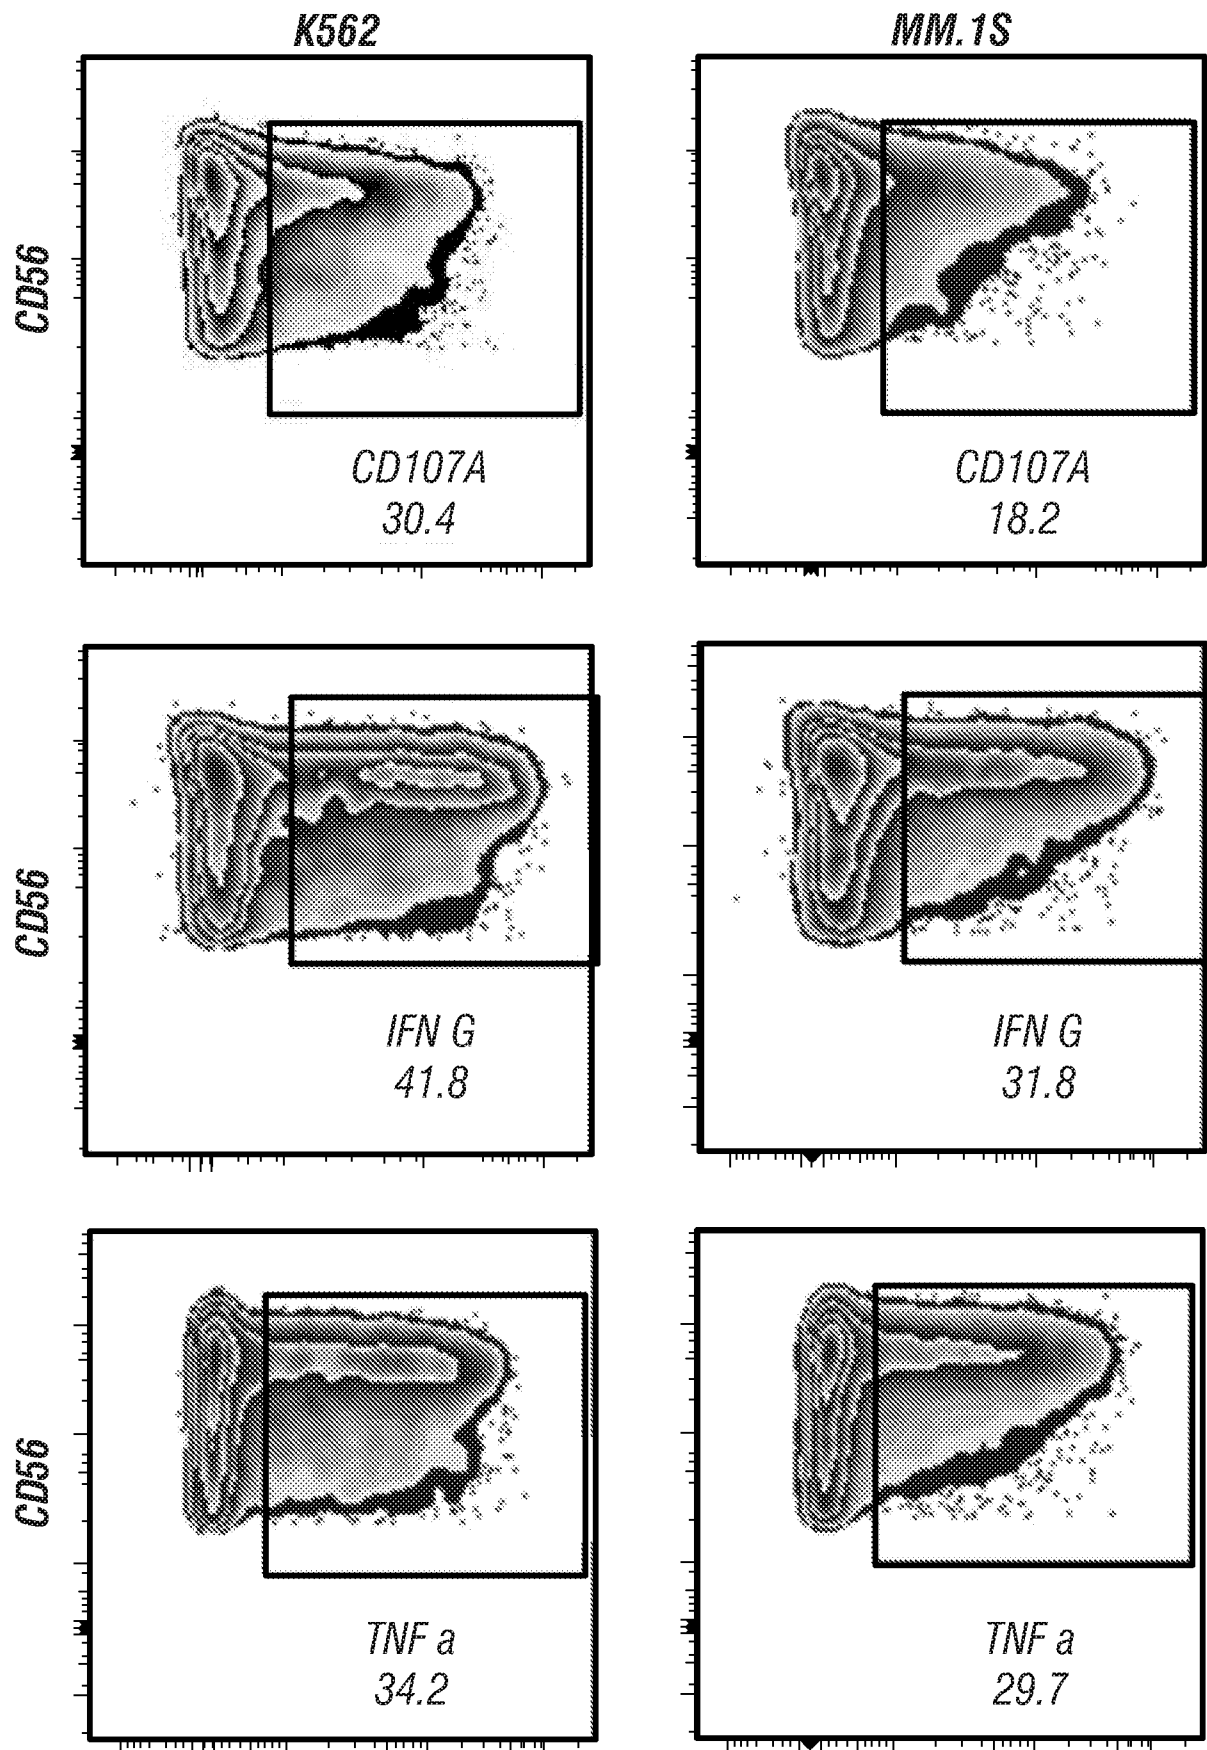 K562
MM.1S
CD56
CD107A
30.4
CD107A
18.2
CD56
IFN G
41.8
IFN G
31.8
CD56
TNF a
34.2
TNF a
29.7